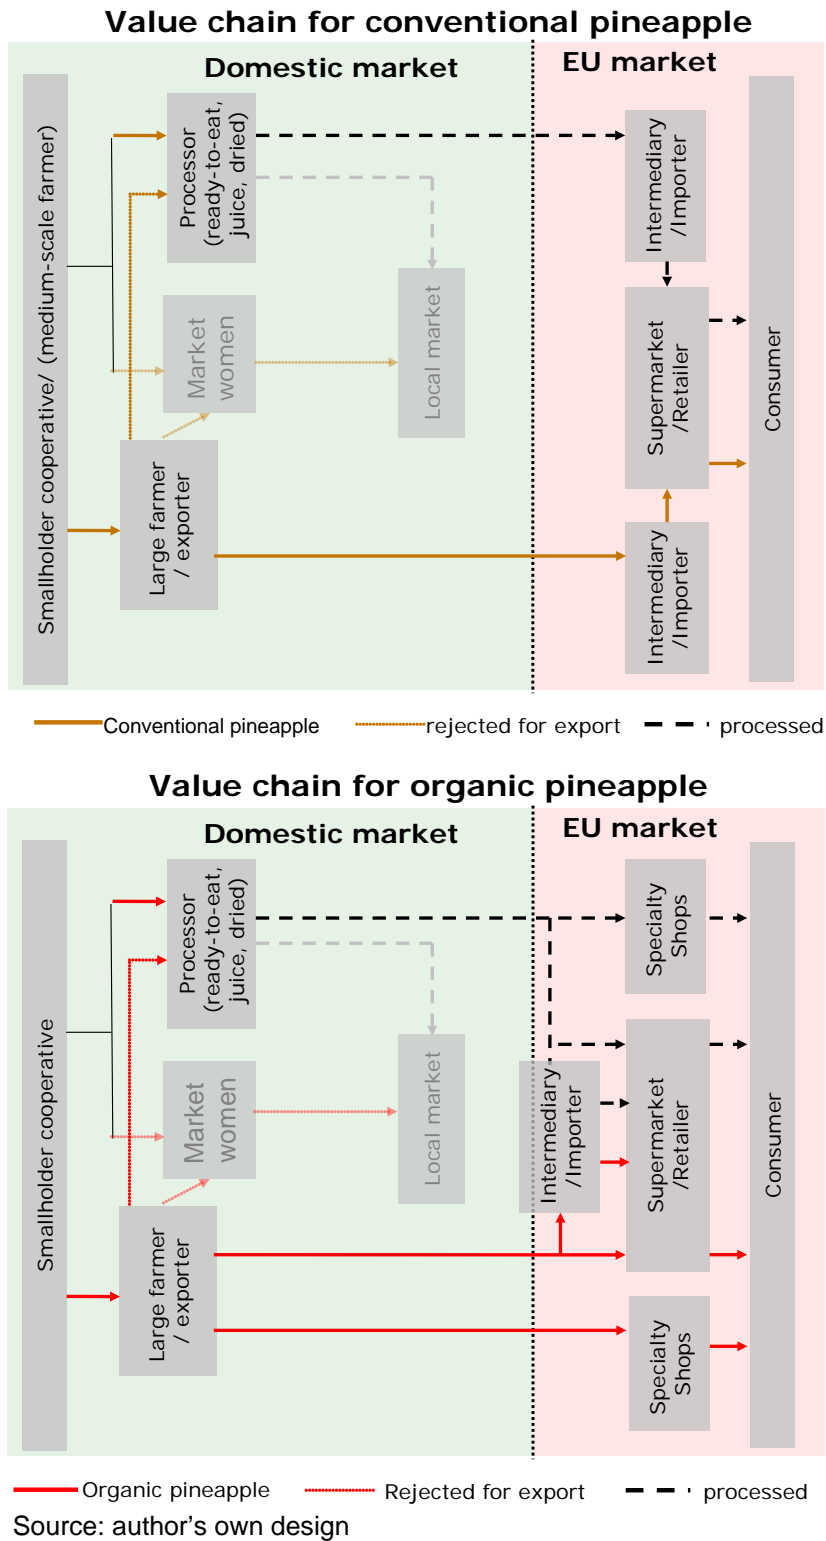 Value chain for conventional pineapple
Domestic market
EU market
Smallholder cooperative/ (medium-scale farmer)
Processor
(ready-to-eat,
juice, dried)
Market
women
Local market
Large farmer
/ exporter
Intermediary
/Importer
Supermarket
/Retailer
Intermediary
/Importer
Consumer
Conventional pineapple
rejected for export
processed
Value chain for organic pineapple
Domestic market
EU market
Smallholder cooperative
Processor
(ready-to-eat,
juice, dried)
Market
women
Local market
Large farmer
/ exporter
Intermediary
/Importer
Specialty
Shops
Supermarket
/Retailer
Specialty
Shops
Consumer
Organic pineapple
Rejected for export
processed
Source: author's own design